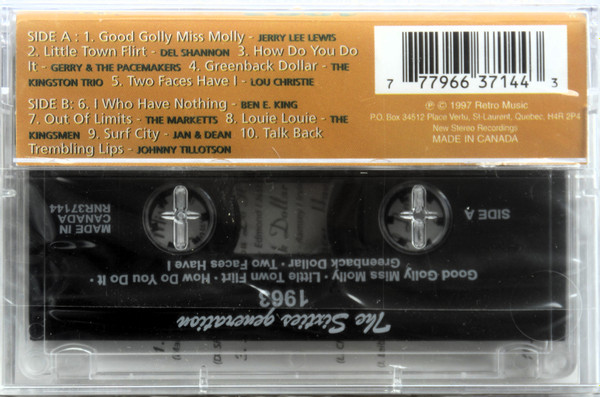 SIDE A : 1. Good Golly Miss Molly - JERRY LEE LEWIS
2. Little Town Flirt - DEL SHANNON 3. How Do You Do
It - GERRY & THE PACEMAKERS 4. Greenback Dollar - THE
KINGSTON TRIO 5. Two Faces Have I - LOU CHRISTIE
SIDE B: 6. I Who Have Nothing - BEN E. KING
7. Out Of Limits - THE MARKETTS 8. Louie Louie - THE
KINGSMEN 9. Surf City - JAN & DEAN 10. Talk Back
Trembling Lips - JOHNNY TILLOTSON
7 77966 37144 3
℗ © 1997 Retro Music
P.O. Box 34512 Place Vertu, St-Laurent, Quebec, H4R 2P4
New Stereo Recordings
MADE IN CANADA
The Sixties generation
1963
Good Golly Miss Molly • Little Town Flirt • Now Do You Do It •
Greenback Dollar • Two Faces Have I
SIDE A
MADE IN
CANADA
RNR37144
Dollar